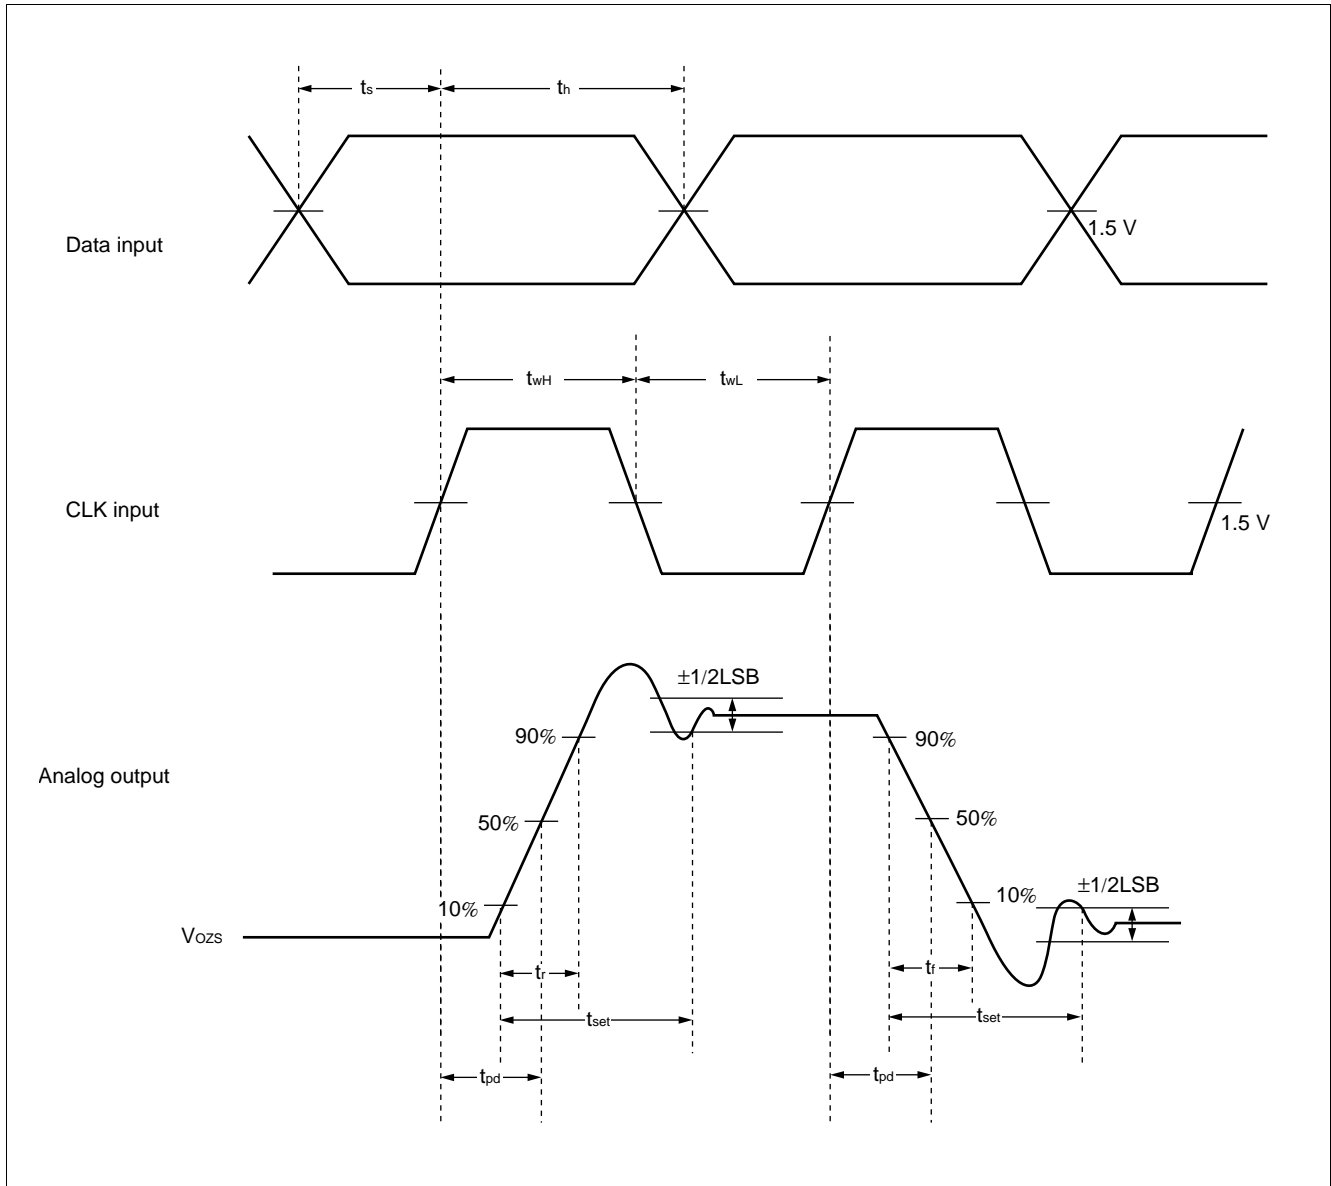 ts
th
Data input
1.5 V
twH
twL
CLK input
1.5 V
±1/2LSB
90%
90%
Analog output
50%
50%
10%
10%
±1/2LSB
VOZS
tr
tf
tset
tset
tpd
tpd